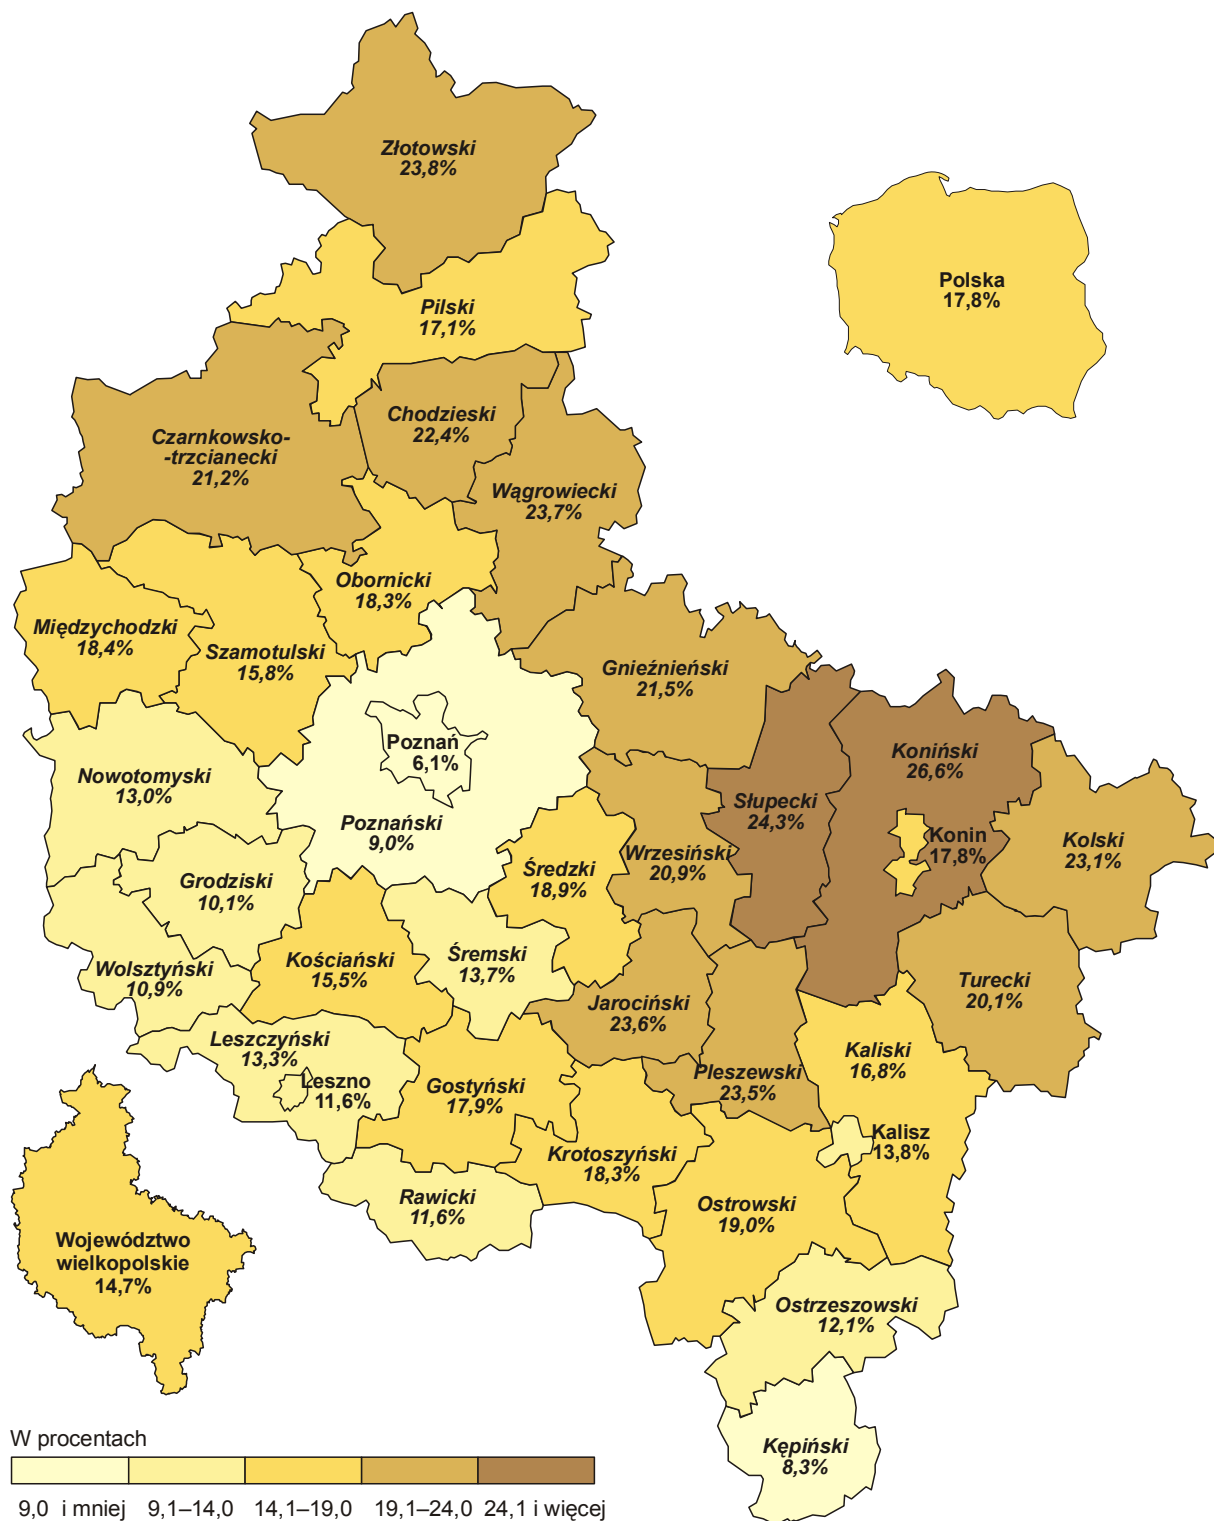 Złotowski
23,8%
Polska
17,8%
Pilski
17,1%
Chodzieski
22,4%
Czarnkowsko-
-trzcianecki
21,2%
Wągrowiecki
23,7%
Obornicki
18,3%
Międzychodzki
18,4%
Szamotulski
15,8%
Gnieźnieński
21,5%
Poznań
6,1%
Koniński
26,6%
Nowotomyski
13,0%
Słupecki
24,3%
Poznański
9,0%
Konin
17,8%
Kolski
23,1%
Średzki
18,9%
Wrzesiński
20,9%
Grodziski
10,1%
Kościański
15,5%
Śremski
13,7%
Wolsztyński
10,9%
Turecki
20,1%
Jarociński
23,6%
Leszczyński
13,3%
Leszno
11,6%
Gostyński
17,9%
Pleszewski
23,5%
Kaliski
16,8%
Kalisz
13,8%
Krotoszyński
18,3%
Rawicki
11,6%
Ostrowski
19,0%
Województwo
wielkopolskie
14,7%
Ostrzeszowski
12,1%
Kępiński
8,3%
W procentach
9,0 i mniej 9,1–14,0 14,1–19,0 19,1–24,0 24,1 i więcej